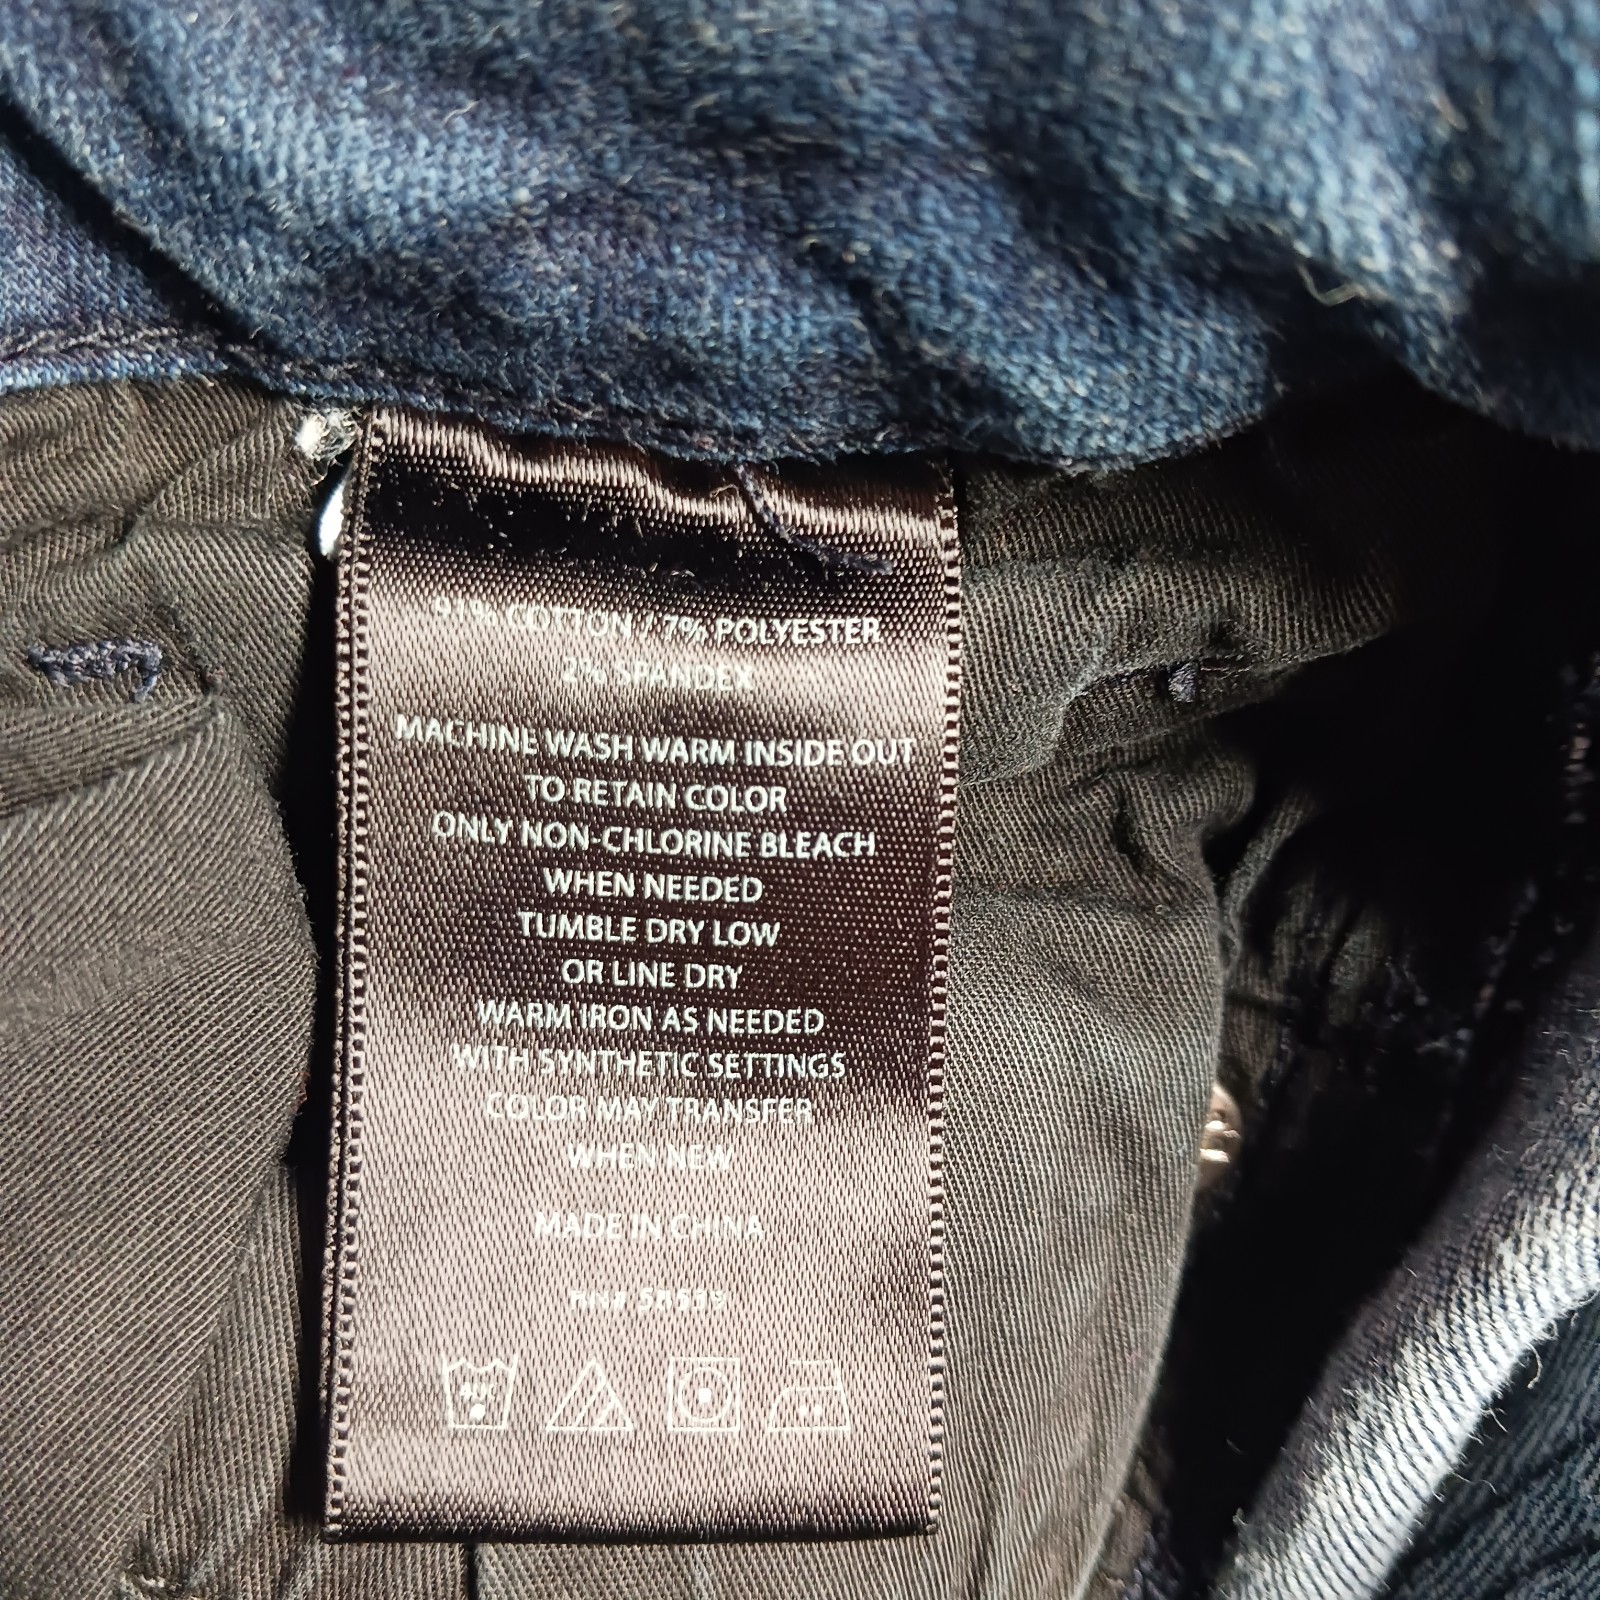 91% COTTON / 7% POLYESTER
2% SPANDEX
MACHINE WASH WARM INSIDE OUT
TO RETAIN COLOR
ONLY NON-CHLORINE BLEACH
WHEN NEEDED
TUMBLE DRY LOW
OR LINE DRY
WARM IRON AS NEEDED
WITH SYNTHETIC SETTINGS
COLOR MAY TRANSFER
WHEN NEW
MADE IN CHINA